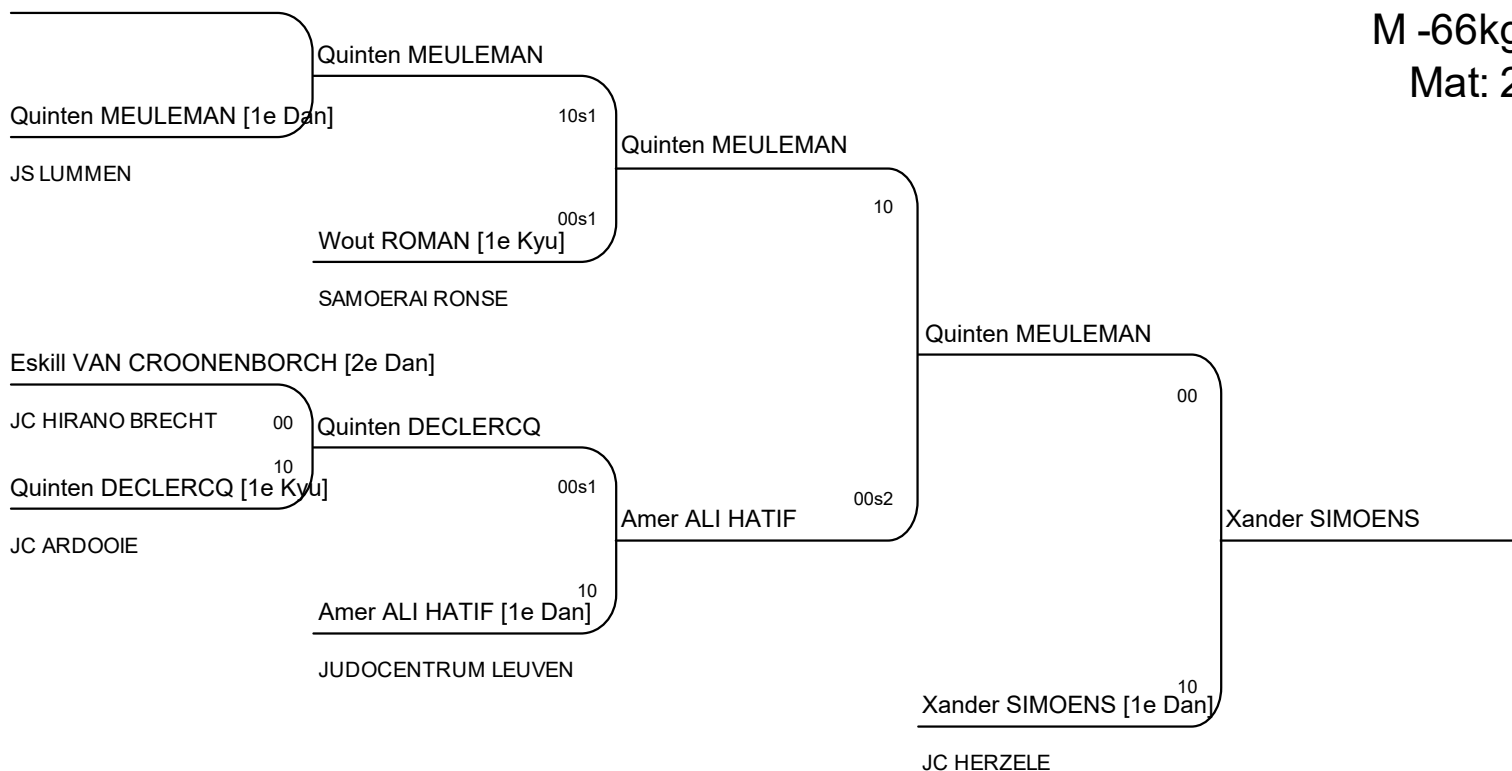 M -66kg
Mat: 2
Quinten MEULEMAN
Quinten MEULEMAN [1e Dan]
10s1
Quinten MEULEMAN
JS LUMMEN
10
00s1
Wout ROMAN [1e Kyu]
SAMOERAI RONSE
Quinten MEULEMAN
Eskill VAN CROONENBORCH [2e Dan]
00
JC HIRANO BRECHT
00
Quinten DECLERCQ
10
Quinten DECLERCQ [1e Kyu]
00s1
00s2
Amer ALI HATIF
Xander SIMOENS
JC ARDOOIE
10
Amer ALI HATIF [1e Dan]
JUDOCENTRUM LEUVEN
10
Xander SIMOENS [1e Dan]
JC HERZELE